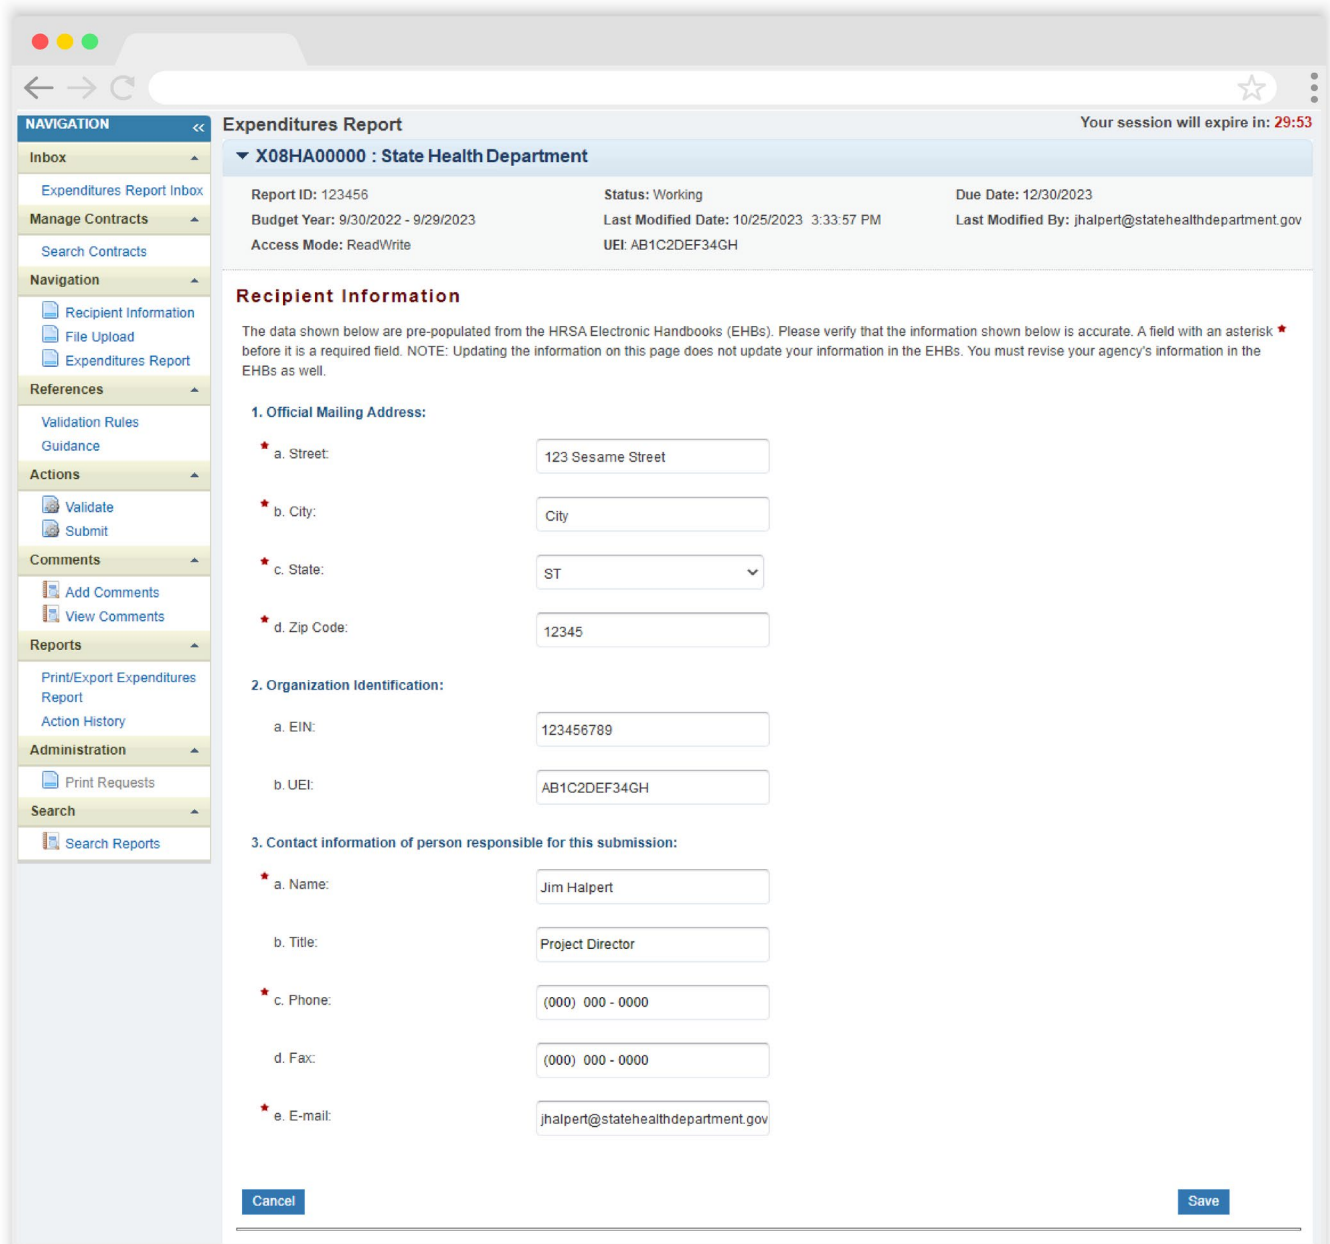 NAVIGATION «
Inbox
Expenditures Report Inbox
Manage Contracts
Search Contracts
Navigation
Recipient Information
File Upload
Expenditures Report
References
Validation Rules
Guidance
Actions
Validate
Submit
Comments
Add Comments
View Comments
Reports
Print/Export Expenditures
Report
Action History
Administration
Print Requests
Search
Search Reports
Expenditures Report
Your session will expire in: 29:53
X08HA00000 : State Health Department
Report ID: 123456 Status: Working Due Date: 12/30/2023
Budget Year: 9/30/2022 - 9/29/2023 Last Modified Date: 10/25/2023 3:33:57 PM Last Modified By: jhalpert@statehealthdepartment.gov
Access Mode: ReadWrite UEI: AB1C2DEF34GH
Recipient Information
The data shown below are pre-populated from the HRSA Electronic Handbooks (EHBs). Please verify that the information shown below is accurate. A field with an asterisk ★
before it is a required field. NOTE: Updating the information on this page does not update your information in the EHBs. You must revise your agency's information in the
EHBs as well.
1. Official Mailing Address:
★ a. Street: 123 Sesame Street
★ b. City: City
★ c. State: ST
★ d. Zip Code: 12345
2. Organization Identification:
a. EIN: 123456789
b. UEI: AB1C2DEF34GH
3. Contact information of person responsible for this submission:
★ a. Name: Jim Halpert
b. Title: Project Director
★ c. Phone: (000) 000 - 0000
d. Fax: (000) 000 - 0000
★ e. E-mail: jhalpert@statehealthdepartment.gov
Cancel Save